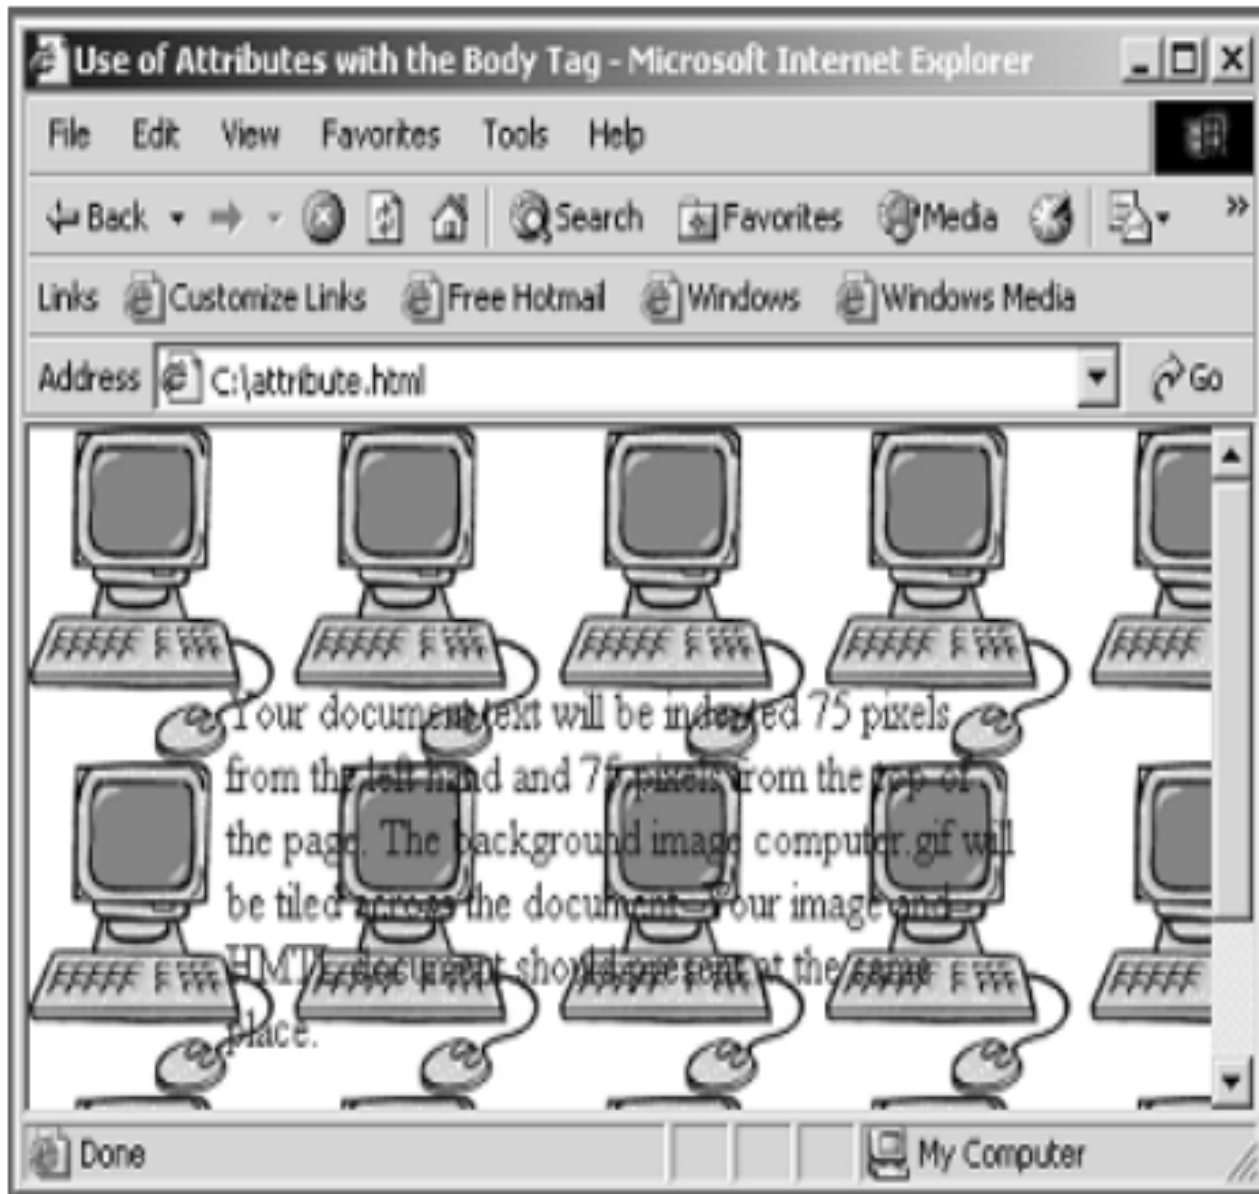 Use of Attributes with the Body Tag - Microsoft Internet Explorer
File Edit View Favorites Tools Help
Back Search Favorites Media »
Links Customize Links Free Hotmail Windows Windows Media
Address C:\attribute.html Go
Your document text will be indented 75 pixels
from the left hand and 75 pixels from the top of
the page. The background image computer.gif will
be tiled across the document. Your image and
HMTL document should present at the same
place.
Done My Computer